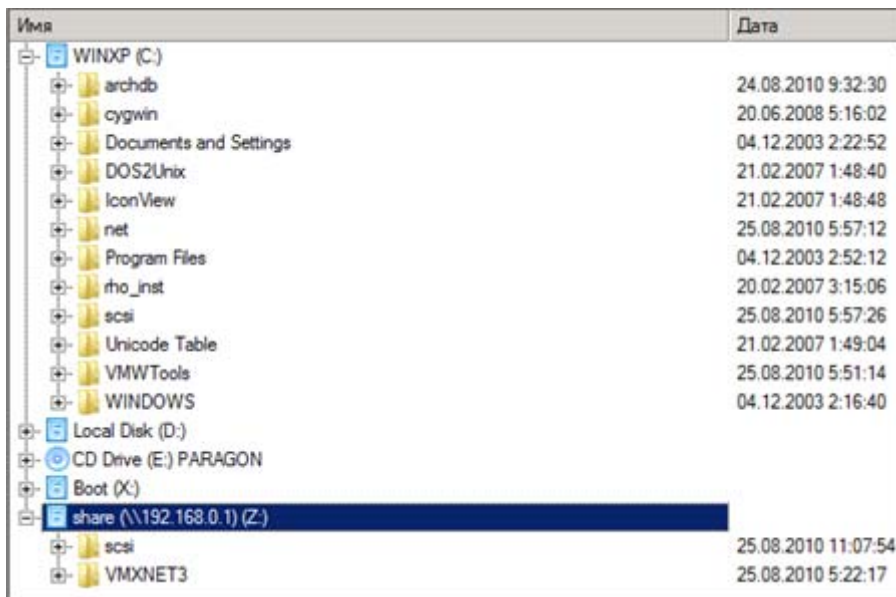 Имя Дата
WINXP (C:)
archdb 24.08.2010 9:32:30
cygwin 20.06.2008 5:16:02
Documents and Settings 04.12.2003 2:22:52
DOS2Unix 21.02.2007 1:48:40
IconView 21.02.2007 1:48:48
net 25.08.2010 5:57:12
Program Files 04.12.2003 2:52:12
rho_inst 20.02.2007 3:15:06
scsi 25.08.2010 5:57:26
Unicode Table 21.02.2007 1:49:04
VMWTools 25.08.2010 5:51:14
WINDOWS 04.12.2003 2:16:40
Local Disk (D:)
CD Drive (E:) PARAGON
Boot (X:)
share (\\192.168.0.1) (Z:)
scsi 25.08.2010 11:07:54
VMXNET3 25.08.2010 5:22:17